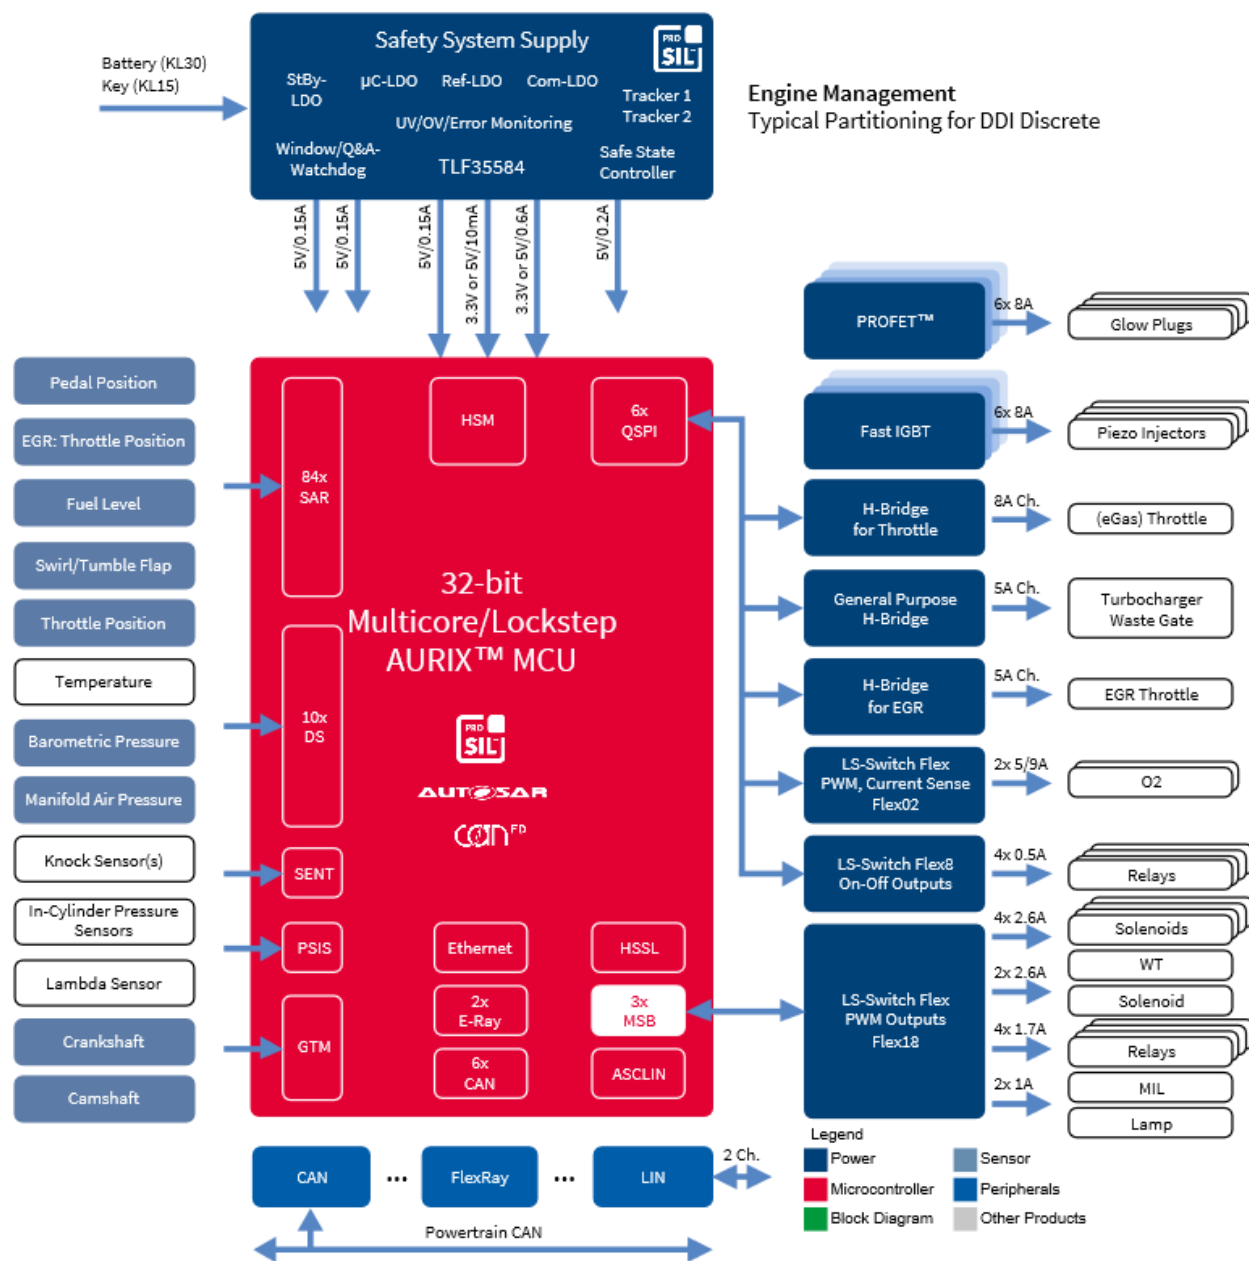 Battery (KL30)
Key (KL15)
Safety System Supply
PRO
SIL™
StBy-
LDO
µC-LDO
Ref-LDO
Com-LDO
Tracker 1
Tracker 2
UV/OV/Error Monitoring
Window/Q&A-
Watchdog
TLF35584
Safe State
Controller
Engine Management
Typical Partitioning for DDI Discrete
5V/0.15A
5V/0.15A
5V/0.15A
3.3V or 5V/10mA
3.3V or 5V/0.6A
5V/0.2A
Pedal Position
EGR: Throttle Position
Fuel Level
Swirl/Tumble Flap
Throttle Position
Temperature
Barometric Pressure
Manifold Air Pressure
Knock Sensor(s)
In-Cylinder Pressure
Sensors
Lambda Sensor
Crankshaft
Camshaft
84x
SAR
HSM
6x
QSPI
32-bit
Multicore/Lockstep
AURIX™ MCU
10x
DS
PRO
SIL™
AUTOSAR
CAN FD
SENT
PSIS
GTM
Ethernet
2x
E-Ray
6x
CAN
HSSL
3x
MSB
ASCLIN
PROFET™
6x 8A
Glow Plugs
Fast IGBT
6x 8A
Piezo Injectors
H-Bridge
for Throttle
8A Ch.
(eGas) Throttle
General Purpose
H-Bridge
5A Ch.
Turbocharger
Waste Gate
H-Bridge
for EGR
5A Ch.
EGR Throttle
LS-Switch Flex
PWM, Current Sense
Flex02
2x 5/9A
O2
LS-Switch Flex8
On-Off Outputs
4x 0.5A
Relays
LS-Switch Flex
PWM Outputs
Flex18
4x 2.6A
Solenoids
WT
2x 2.6A
Solenoid
4x 1.7A
Relays
2x 1A
MIL
Lamp
CAN
...
FlexRay
...
LIN
2 Ch.
Powertrain CAN
Legend
Power
Sensor
Microcontroller
Peripherals
Block Diagram
Other Products